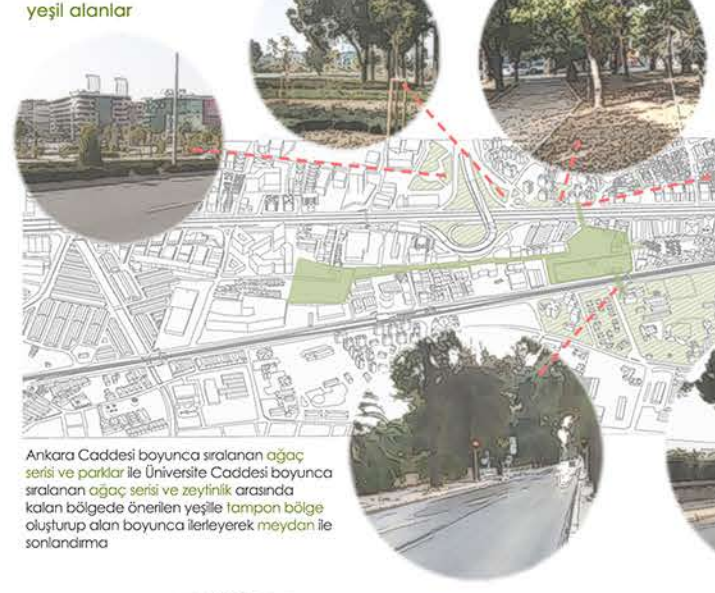 yeşil alanlar
Ankara Caddesi boyunca sıralanan ağaç
serisi ve parklar ile Üniversite Caddesi boyunca
sıralanan ağaç serisi ve zeytinlik arasında
kalan bölgede önerilen yeşille tampon bölge
oluşturup alan boyunca ilerleyerek meydan ile
sonlandırma